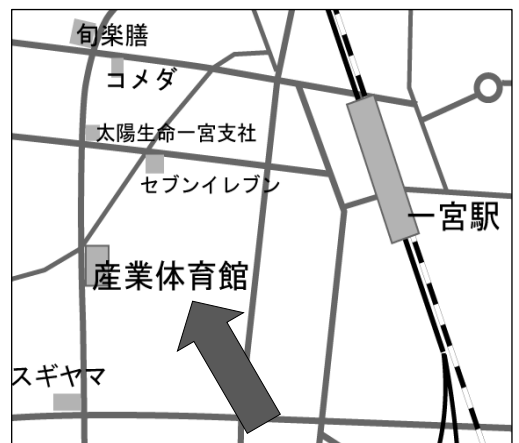 旬楽膳
コメダ
太陽生命一宮支社
セブンイレブン
一宮駅
産業体育館
スギヤマ